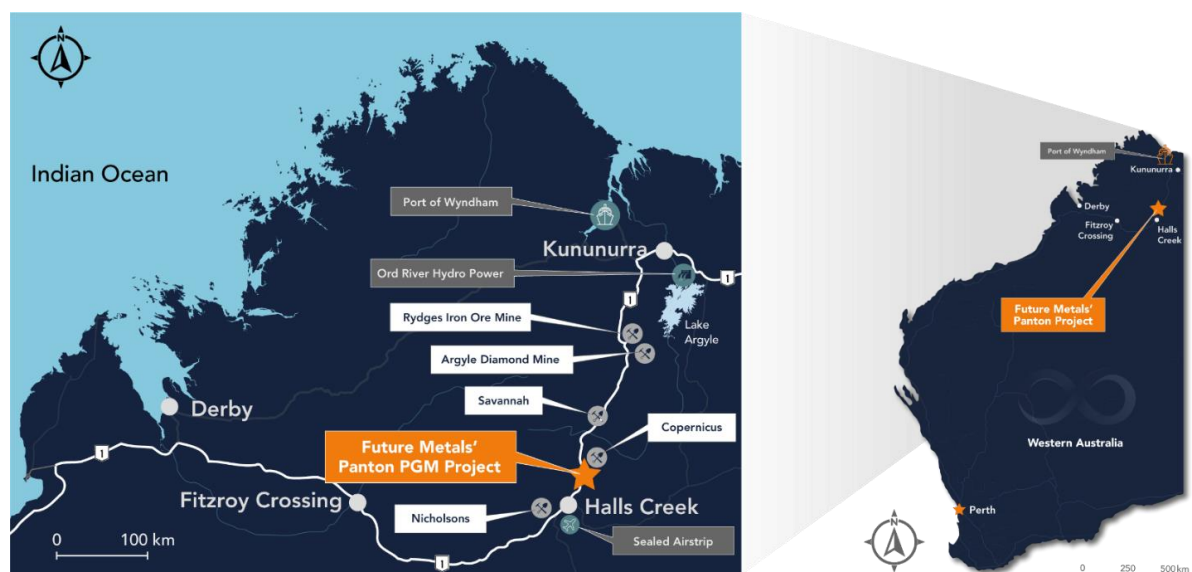 N
Indian Ocean
Port of Wyndham
Kununurra
Ord River Hydro Power
1
1
Rydges Iron Ore Mine
Lake
Argyle
Argyle Diamond Mine
Savannah
Derby
Copernicus
Future Metals'
Panton PGM Project
1
Fitzroy Crossing
Halls Creek
Nicholsons
Sealed Airstrip
0 100 km
1
Port of Wyndham
Kununurra
Derby
Fitzroy
Crossing
Halls
Creek
Future Metals'
Panton Project
Western Australia
Perth
N
0 250 500km